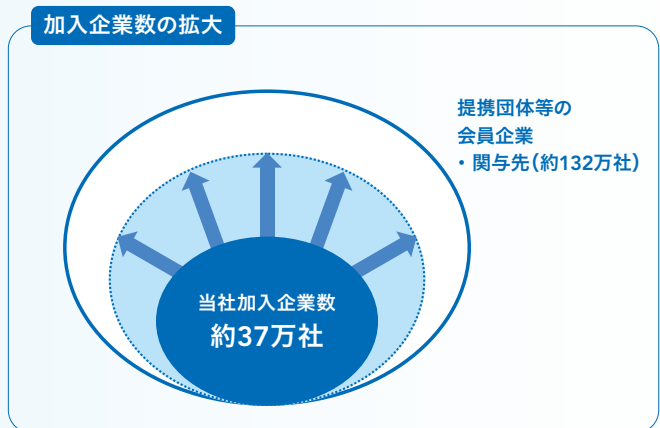 加入企業数の拡大
提携団体等の
会員企業
・関与先(約132万社)
当社加入企業数
約37万社